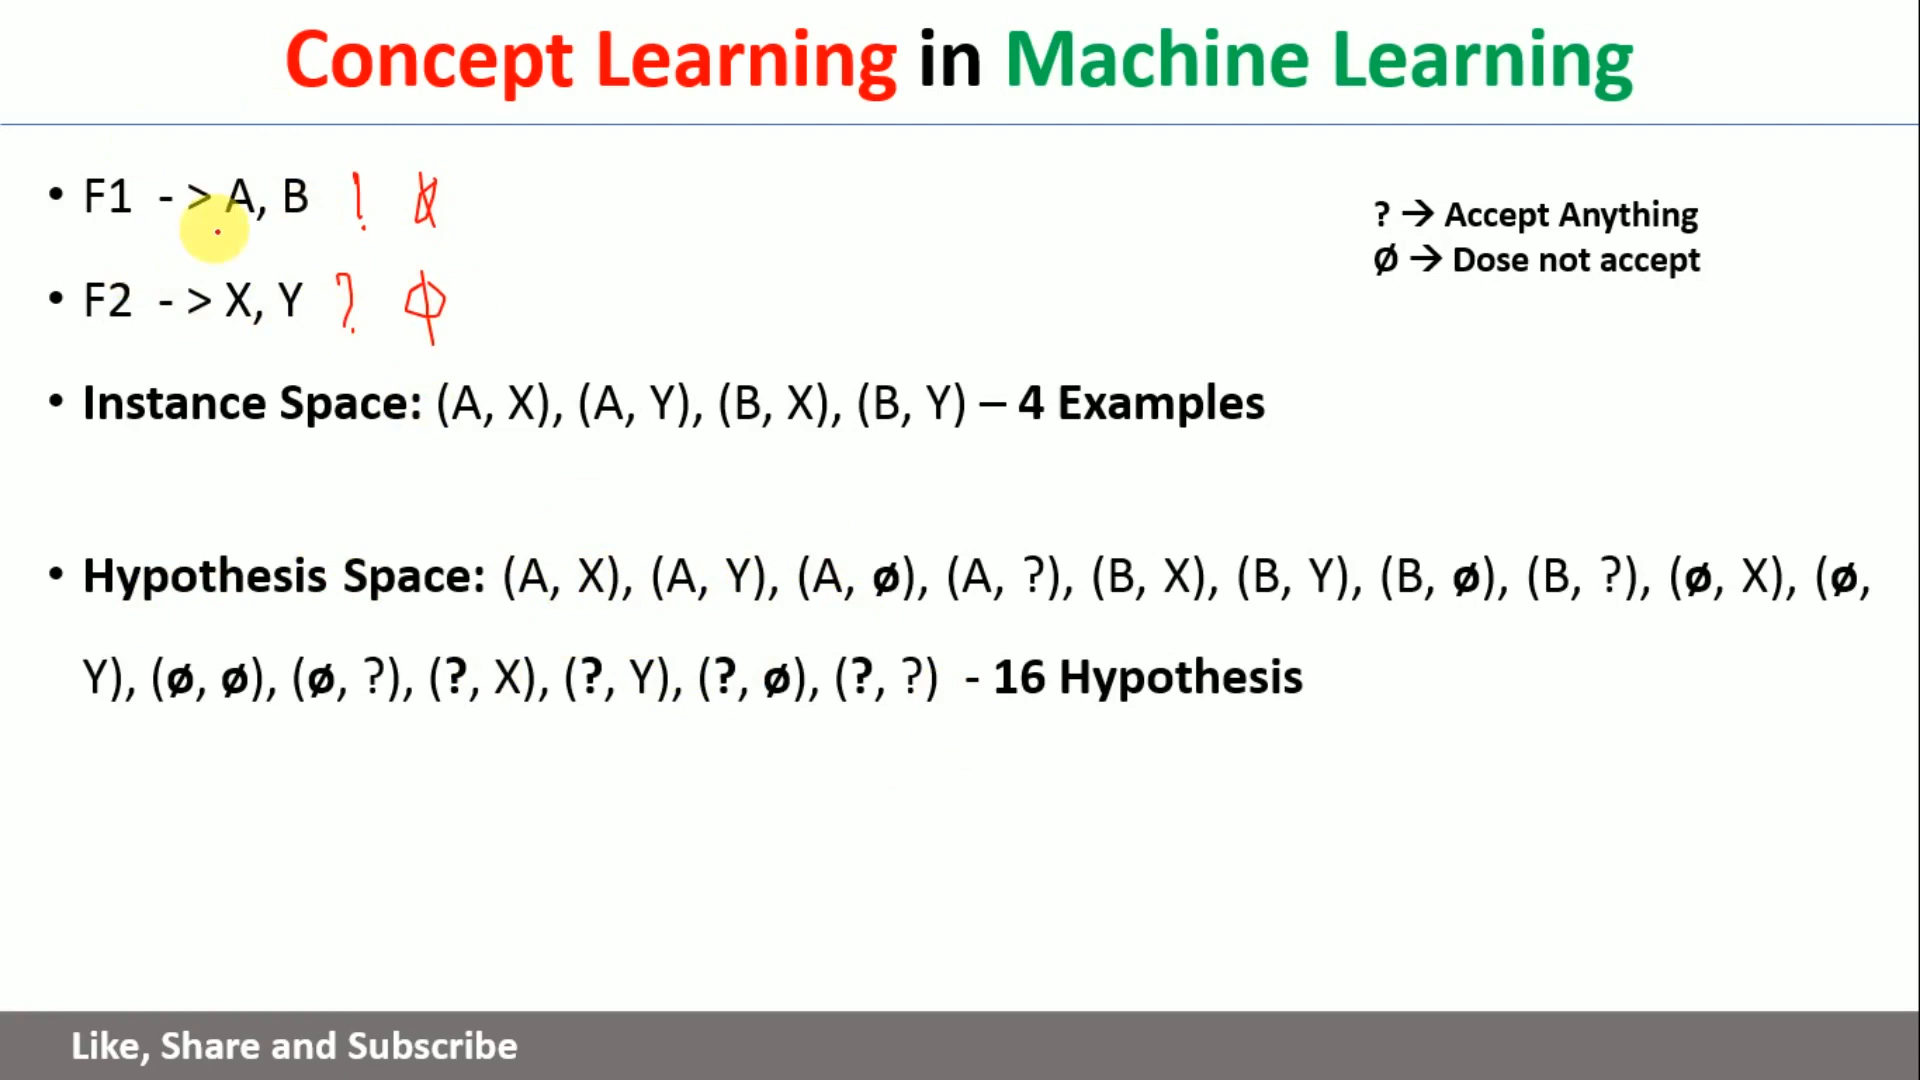 Concept Learning in Machine Learning
• F1 - > A, B ! ø
? → Accept Anything
Ø → Dose not accept
• F2 - > X, Y ? ϕ
• Instance Space: (A, X), (A, Y), (B, X), (B, Y) – 4 Examples
• Hypothesis Space: (A, X), (A, Y), (A, ø), (A, ?), (B, X), (B, Y), (B, ø), (B, ?), (ø, X), (ø,
Y), (ø, ø), (ø, ?), (?, X), (?, Y), (?, ø), (?, ?) - 16 Hypothesis
Like, Share and Subscribe